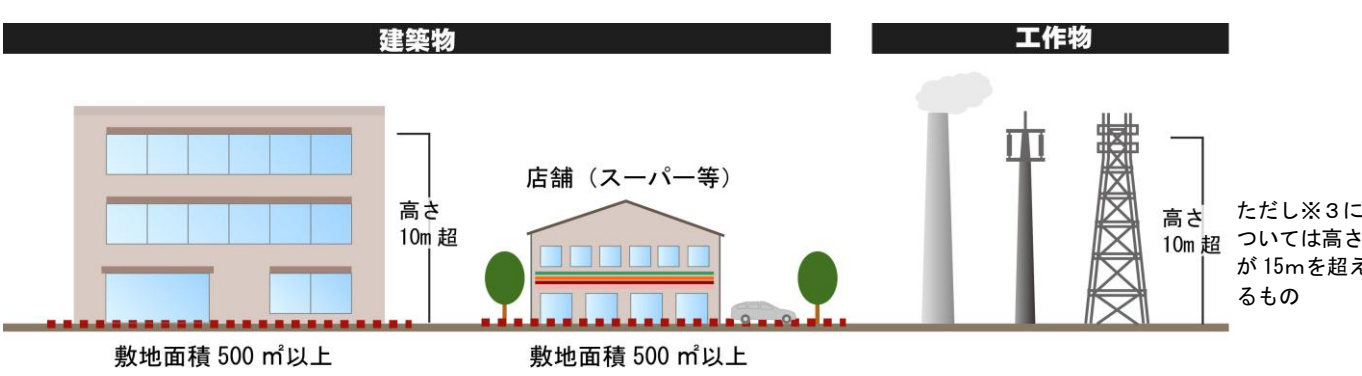 建築物
工作物
店舗（スーパー等）
高さ
10m 超
高さ
10m 超
ただし※３に
ついては高さ
が 15ｍを超え
るもの
敷地面積 500 ㎡以上
敷地面積 500 ㎡以上